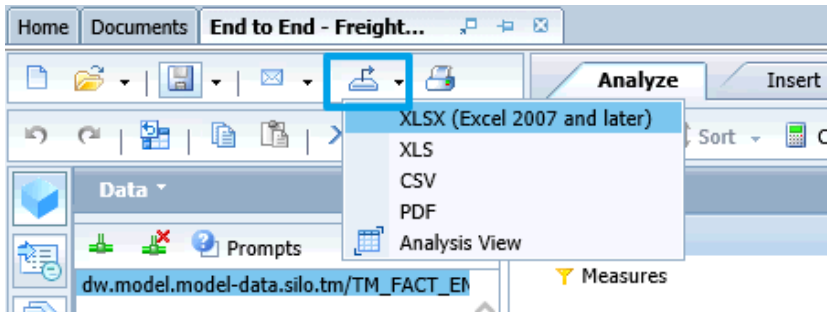 Home Documents End to End - Freight...
Analyze Insert
XLSX (Excel 2007 and later)
Sort
XLS
CSV
Data
PDF
Prompts Analysis View
dw.model.model-data.silo.tm/TM_FACT_EN
Measures